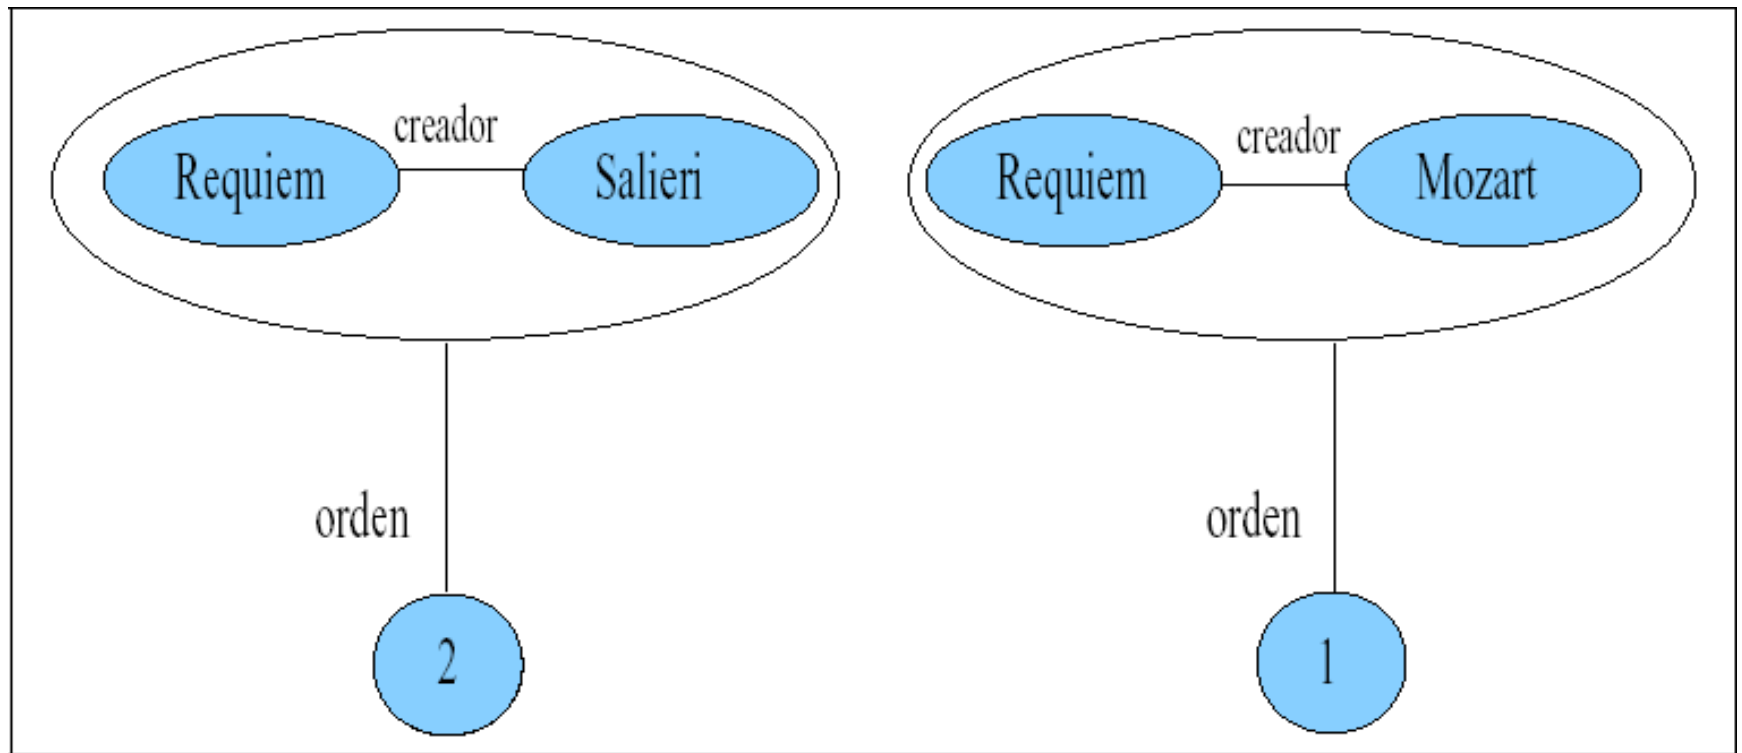 creador
Requiem
Salieri
orden
2
creador
Requiem
Mozart
orden
1